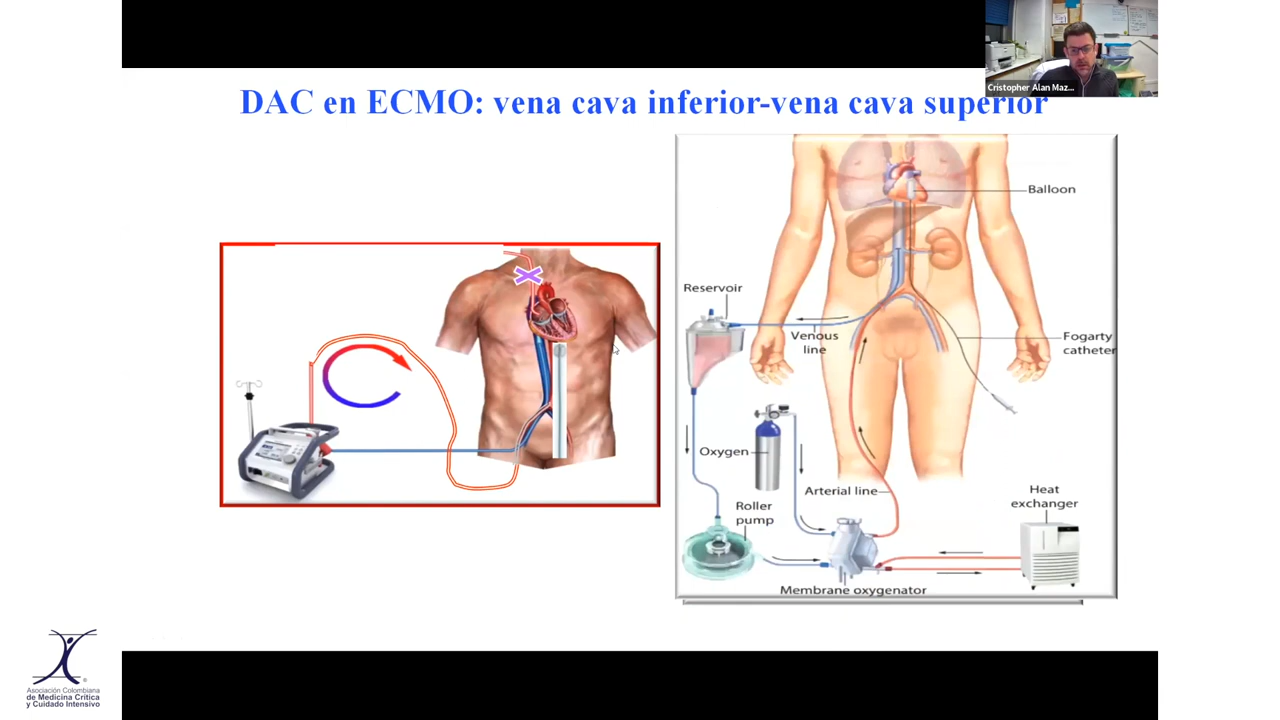 Cristopher Alan Maz...
DAC en ECMO: vena cava inferior-vena cava superior
Balloon
Reservoir
Venous
line
Fogarty
catheter
Oxygen
Arterial line
Heat
exchanger
Roller
pump
Membrane oxygenator
Asociación Colombiana
de Medicina Crítica
y Cuidado Intensivo